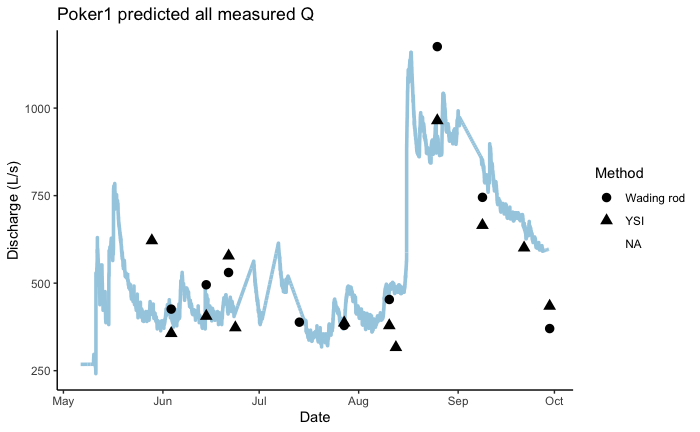 Poker1 predicted all measured Q
Discharge (L/s)
1000
750
500
250
May
Jun
Jul
Aug
Sep
Oct
Date
Method
Wading rod
YSI
NA